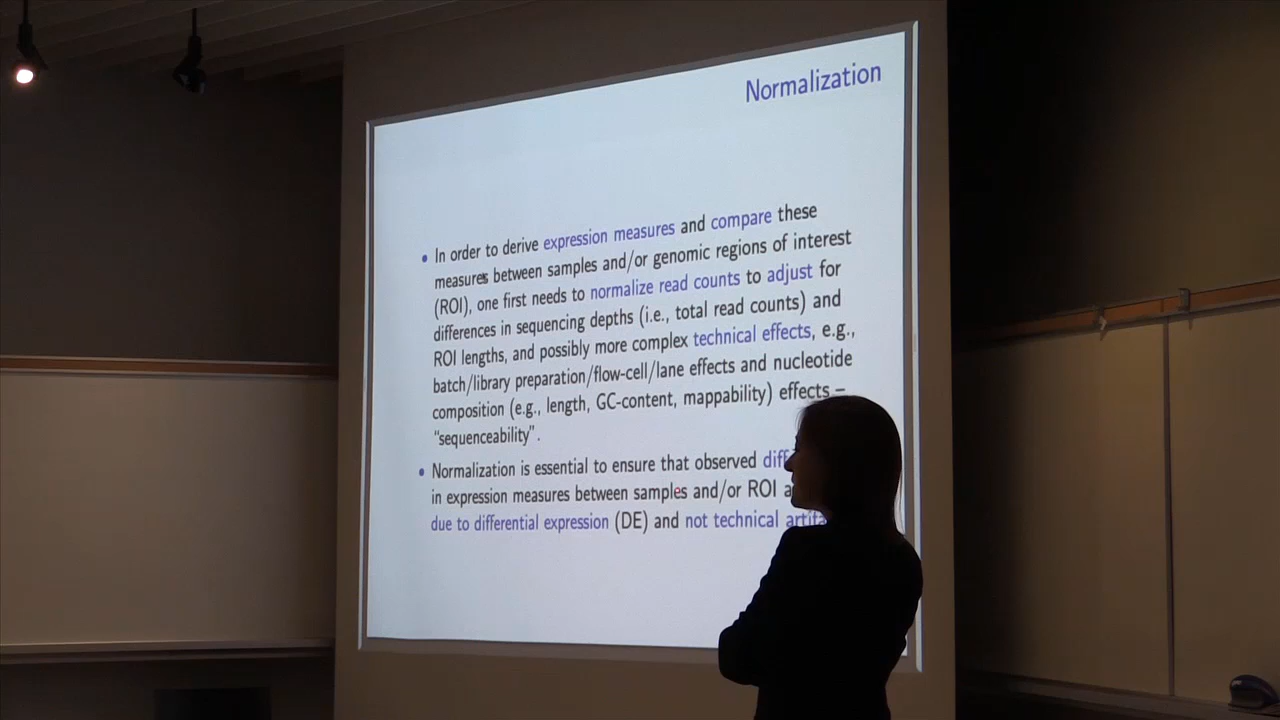 Normalization
• In order to derive expression measures and compare these
measures between samples and/or genomic regions of interest
(ROI), one first needs to normalize read counts to adjust for
differences in sequencing depths (i.e., total read counts) and
ROI lengths, and possibly more complex technical effects, e.g.,
batch/library preparation/flow-cell/lane effects and nucleotide
composition (e.g., length, GC-content, mappability) effects –
“sequenceability”.
• Normalization is essential to ensure that observed
in expression measures between samples and/or ROI
due to differential expression (DE) and not technical